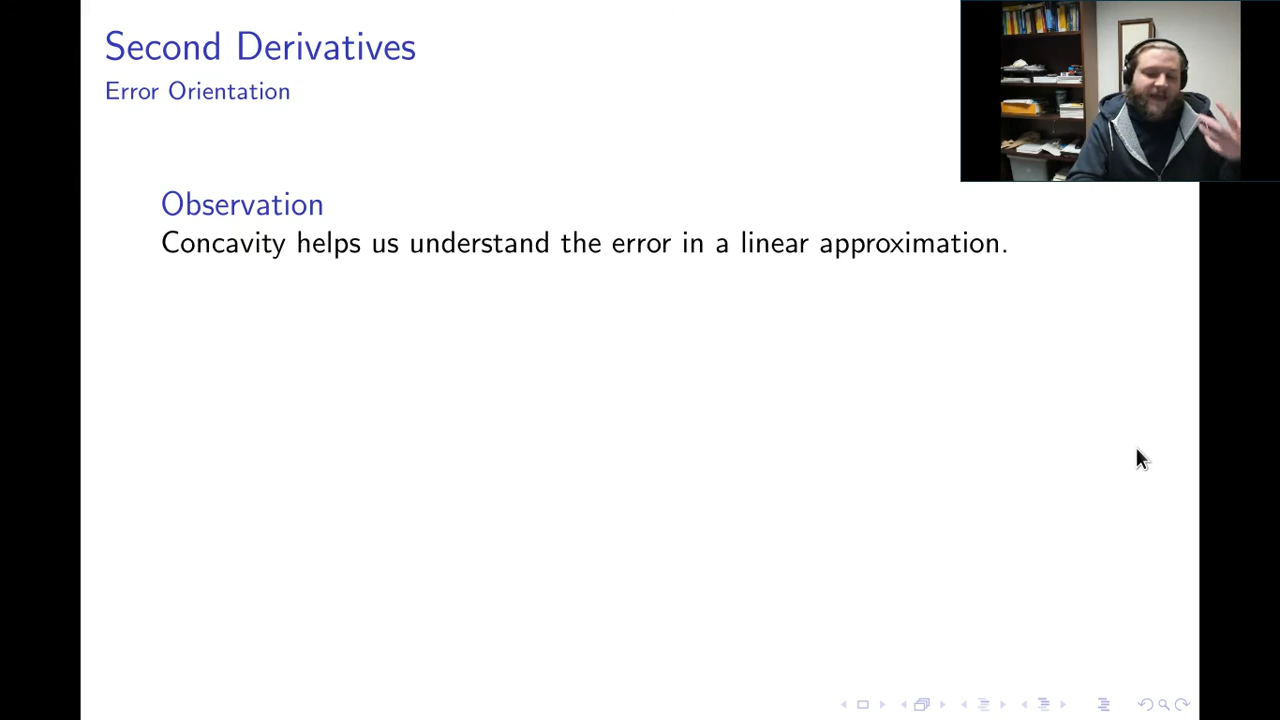 Second Derivatives
Error Orientation
Observation
Concavity helps us understand the error in a linear approximation.